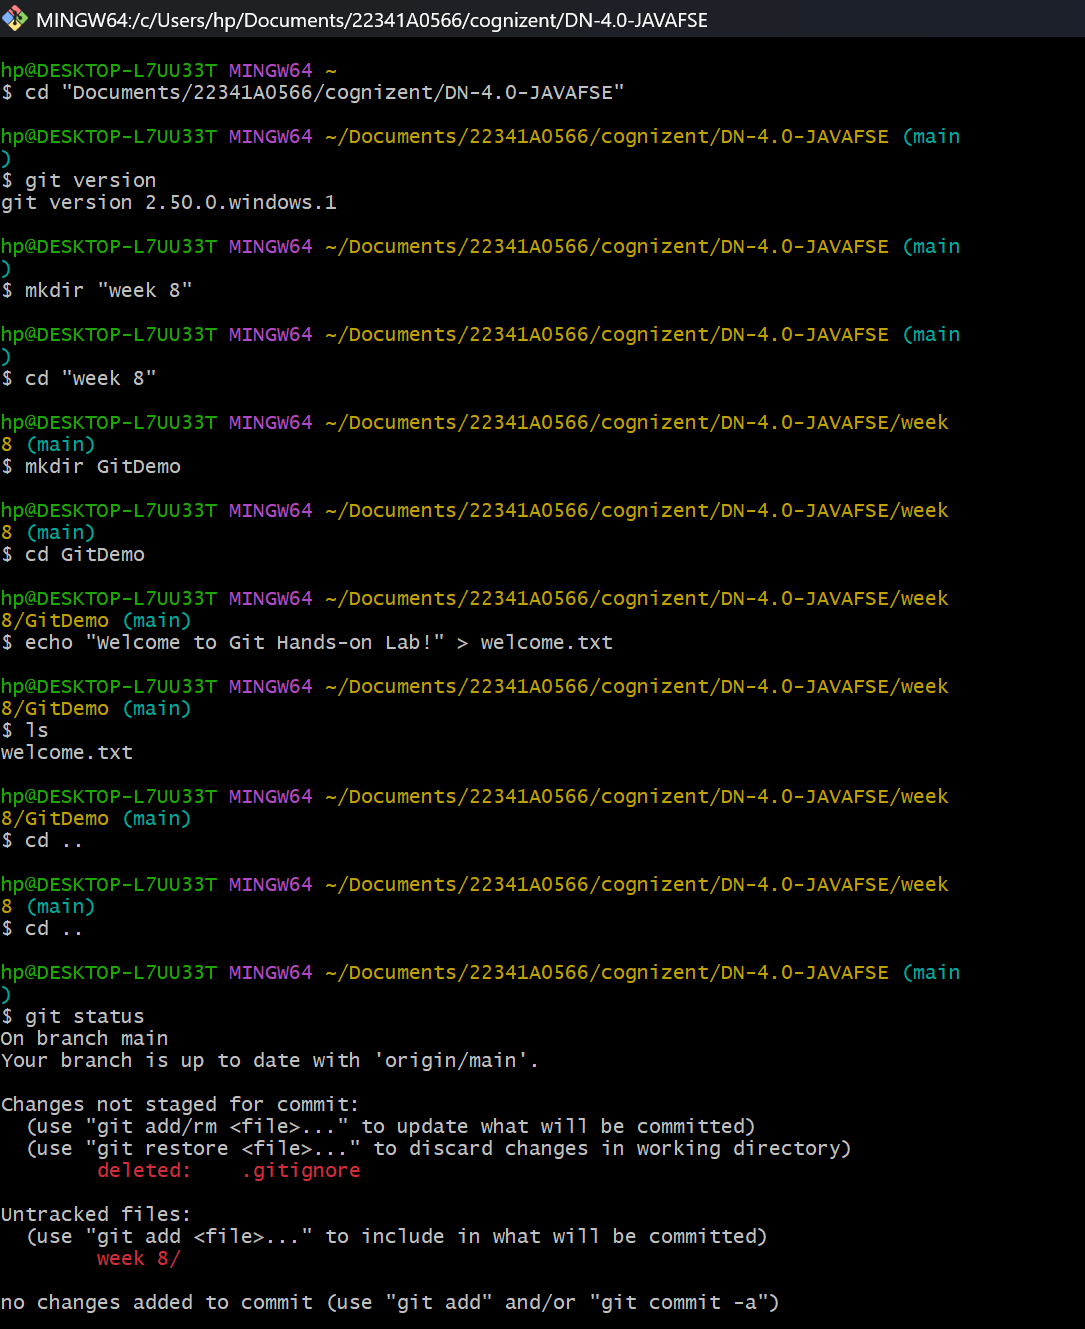 MINGW64:/c/Users/hp/Documents/22341A0566/cognizent/DN-4.0-JAVAFSE
hp@DESKTOP-L7UU33T MINGW64 ~
$ cd "Documents/22341A0566/cognizent/DN-4.0-JAVAFSE"
hp@DESKTOP-L7UU33T MINGW64 ~/Documents/22341A0566/cognizent/DN-4.0-JAVAFSE (main
)
$ git version
git version 2.50.0.windows.1
hp@DESKTOP-L7UU33T MINGW64 ~/Documents/22341A0566/cognizent/DN-4.0-JAVAFSE (main
)
$ mkdir "week 8"
hp@DESKTOP-L7UU33T MINGW64 ~/Documents/22341A0566/cognizent/DN-4.0-JAVAFSE (main
)
$ cd "week 8"
hp@DESKTOP-L7UU33T MINGW64 ~/Documents/22341A0566/cognizent/DN-4.0-JAVAFSE/week
8 (main)
$ mkdir GitDemo
hp@DESKTOP-L7UU33T MINGW64 ~/Documents/22341A0566/cognizent/DN-4.0-JAVAFSE/week
8 (main)
$ cd GitDemo
hp@DESKTOP-L7UU33T MINGW64 ~/Documents/22341A0566/cognizent/DN-4.0-JAVAFSE/week
8/GitDemo (main)
$ echo "Welcome to Git Hands-on Lab!" > welcome.txt
hp@DESKTOP-L7UU33T MINGW64 ~/Documents/22341A0566/cognizent/DN-4.0-JAVAFSE/week
8/GitDemo (main)
$ ls
welcome.txt
hp@DESKTOP-L7UU33T MINGW64 ~/Documents/22341A0566/cognizent/DN-4.0-JAVAFSE/week
8/GitDemo (main)
$ cd ..
hp@DESKTOP-L7UU33T MINGW64 ~/Documents/22341A0566/cognizent/DN-4.0-JAVAFSE/week
8 (main)
$ cd ..
hp@DESKTOP-L7UU33T MINGW64 ~/Documents/22341A0566/cognizent/DN-4.0-JAVAFSE (main
)
$ git status
On branch main
Your branch is up to date with 'origin/main'.
Changes not staged for commit:
  (use "git add/rm <file>..." to update what will be committed)
  (use "git restore <file>..." to discard changes in working directory)
        deleted:    .gitignore
Untracked files:
  (use "git add <file>..." to include in what will be committed)
        week 8/
no changes added to commit (use "git add" and/or "git commit -a")